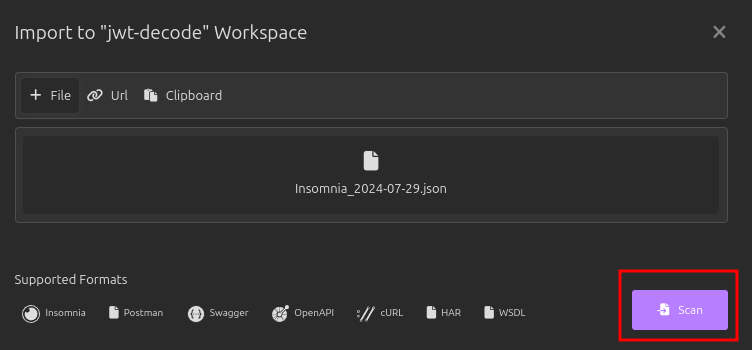 Import to "jwt-decode" Workspace
File Url Clipboard
Insomnia_2024-07-29.json
Supported Formats
Insomnia Postman Swagger OpenAPI cURL HAR WSDL
Scan